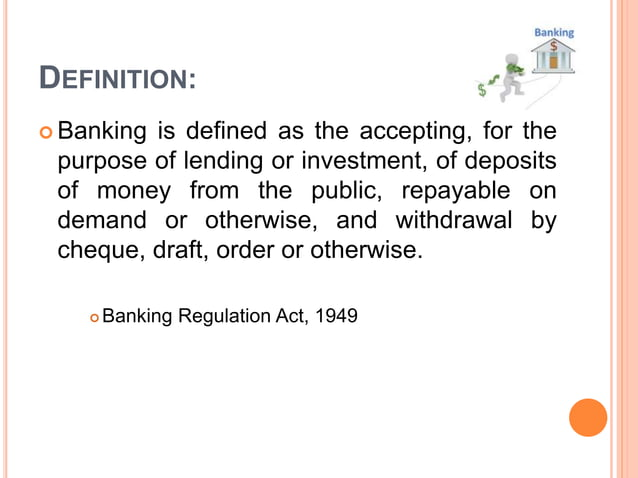 Banking
DEFINITION:
Banking is defined as the accepting, for the
purpose of lending or investment, of deposits
of money from the public, repayable on
demand or otherwise, and withdrawal by
cheque, draft, order or otherwise.
Banking Regulation Act, 1949